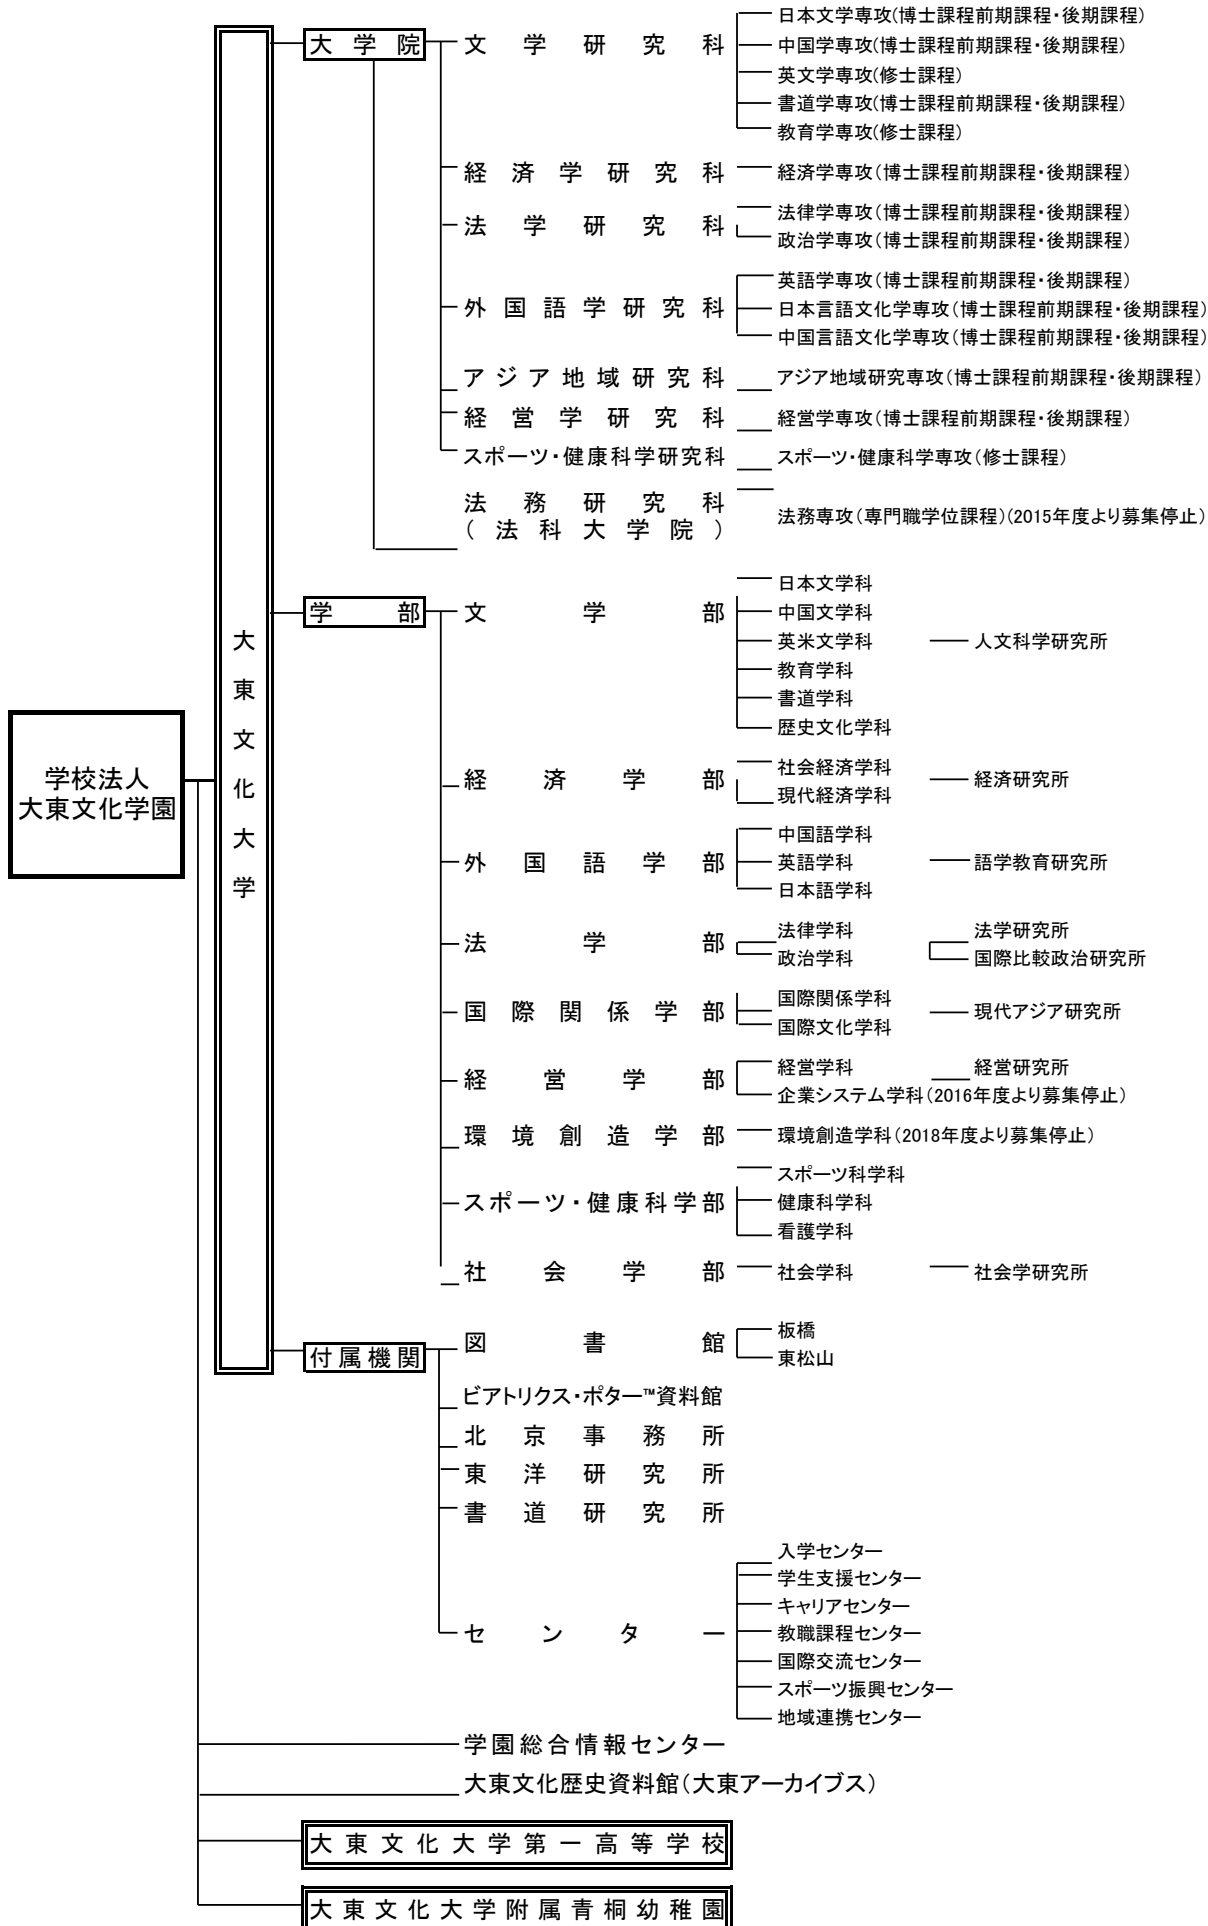 学校法人
大東文化学園
大東文化大学
大学院
文学研究科
日本文学専攻(博士課程前期課程・後期課程)
中国学専攻(博士課程前期課程・後期課程)
英文学専攻(修士課程)
書道学専攻(博士課程前期課程・後期課程)
教育学専攻(修士課程)
経済学研究科
経済学専攻(博士課程前期課程・後期課程)
法学研究科
法律学専攻(博士課程前期課程・後期課程)
政治学専攻(博士課程前期課程・後期課程)
外国語学研究科
英語学専攻(博士課程前期課程・後期課程)
日本言語文化学専攻(博士課程前期課程・後期課程)
中国言語文化学専攻(博士課程前期課程・後期課程)
アジア地域研究科
アジア地域研究専攻(博士課程前期課程・後期課程)
経営学研究科
経営学専攻(博士課程前期課程・後期課程)
スポーツ・健康科学研究科
スポーツ・健康科学専攻(修士課程)
法務研究科
(法科大学院)
法務専攻(専門職学位課程)(2015年度より募集停止)
学部
文学部
日本文学科
中国文学科
英米文学科
教育学科
書道学科
歴史文化学科
人文科学研究所
経済学部
社会経済学科
現代経済学科
経済研究所
外国語学部
中国語学科
英語学科
日本語学科
語学教育研究所
法学部
法律学科
政治学科
法学研究所
国際比較政治研究所
国際関係学部
国際関係学科
国際文化学科
現代アジア研究所
経営学部
経営学科
企業システム学科(2016年度より募集停止)
経営研究所
環境創造学部
環境創造学科(2018年度より募集停止)
スポーツ・健康科学部
スポーツ科学科
健康科学科
看護学科
社会学部
社会学科
社会学研究所
付属機関
図書館
板橋
東松山
ビアトリクス・ポター™資料館
北京事務所
東洋研究所
書道研究所
センター
入学センター
学生支援センター
キャリアセンター
教職課程センター
国際交流センター
スポーツ振興センター
地域連携センター
学園総合情報センター
大東文化歴史資料館(大東アーカイブス)
大東文化大学第一高等学校
大東文化大学附属青桐幼稚園